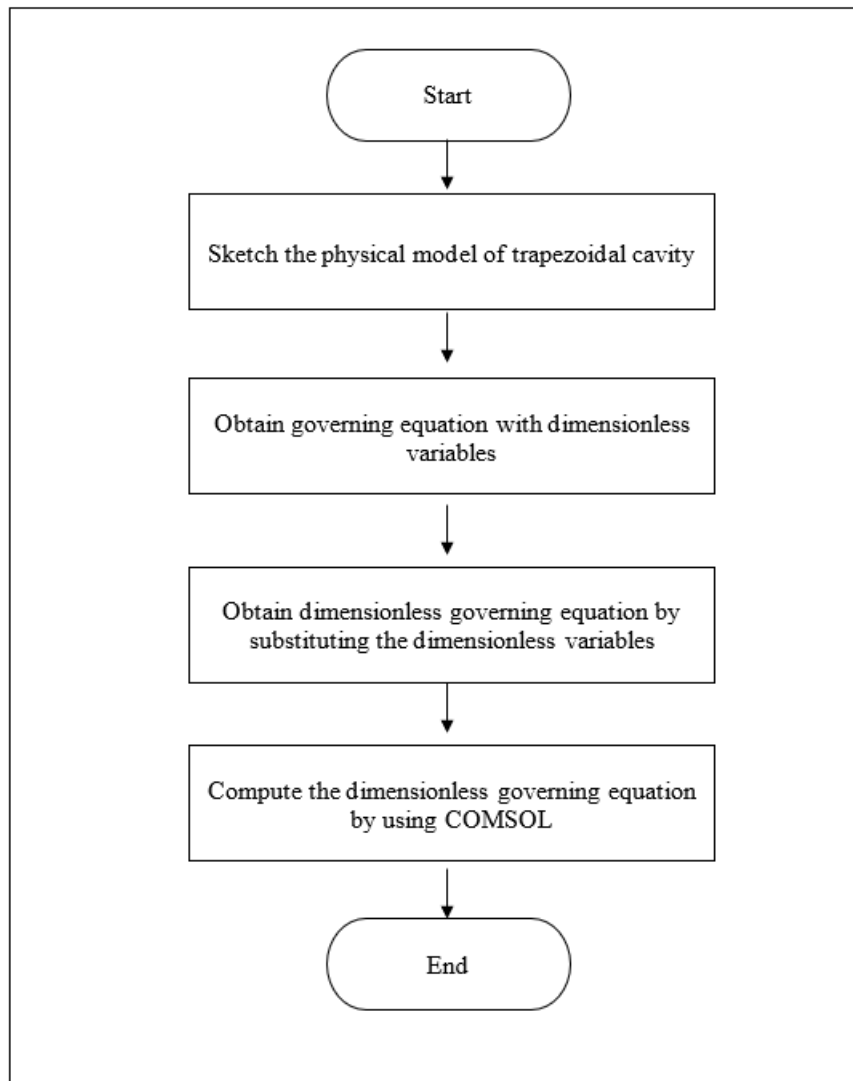 Start
Sketch the physical model of trapezoidal cavity
Obtain governing equation with dimensionless
variables
Obtain dimensionless governing equation by
substituting the dimensionless variables
Compute the dimensionless governing equation
by using COMSOL
End